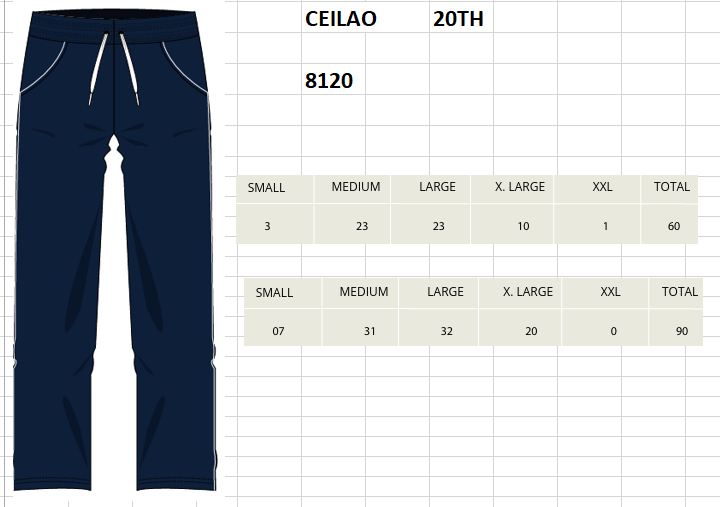 CEILAO 20TH
8120
SMALL MEDIUM LARGE X. LARGE XXL TOTAL
3 23 23 10 1 60
SMALL MEDIUM LARGE X. LARGE XXL TOTAL
07 31 32 20 0 90